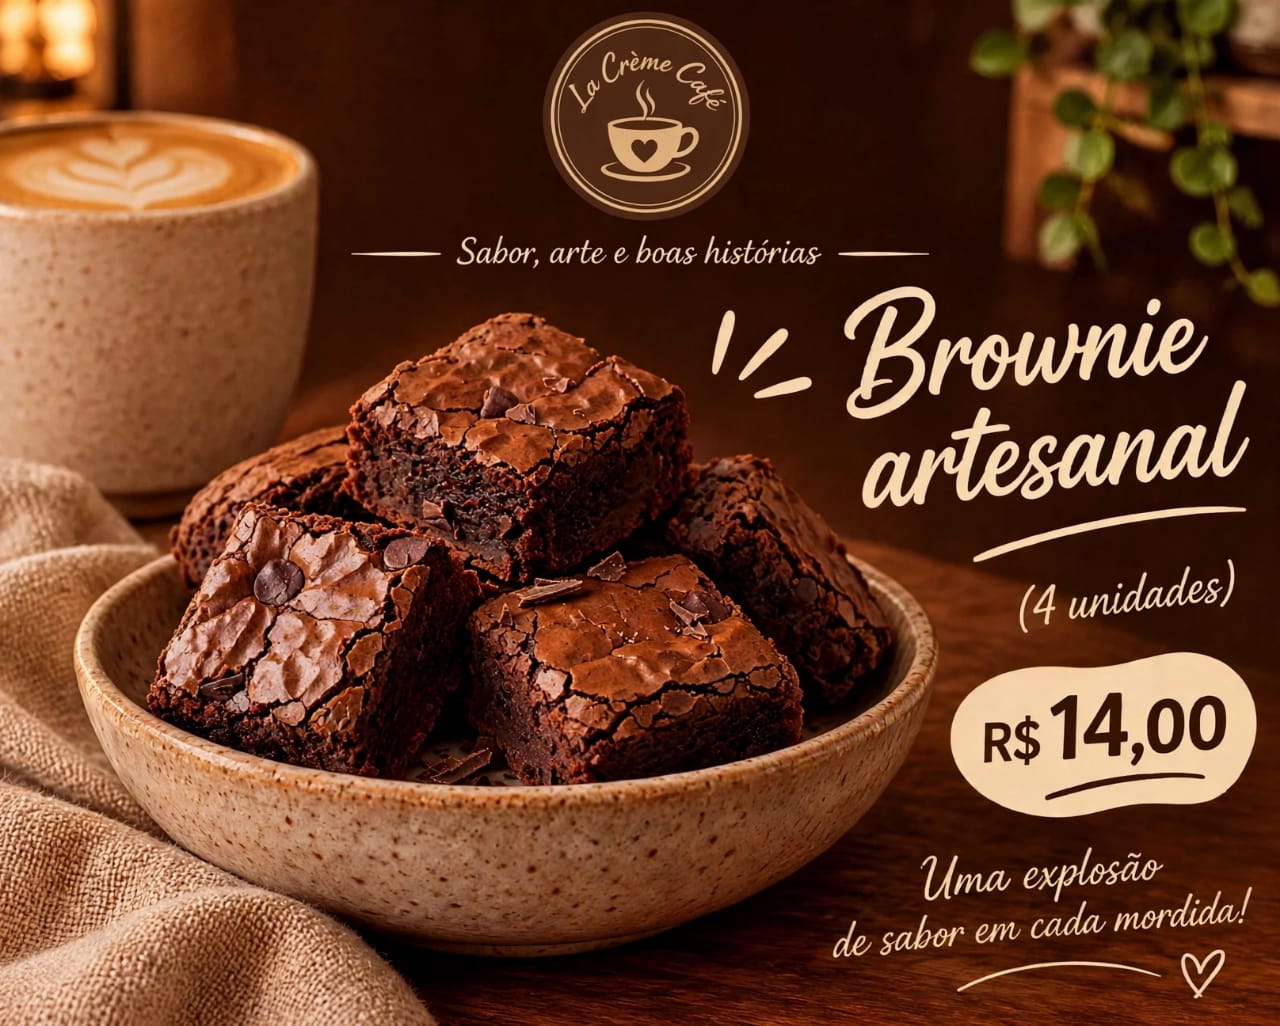 La Crème Café
Sabor, arte e boas histórias
Brownie
artesanal
(4 unidades)
R$ 14,00
Uma explosão
de sabor em cada mordida!